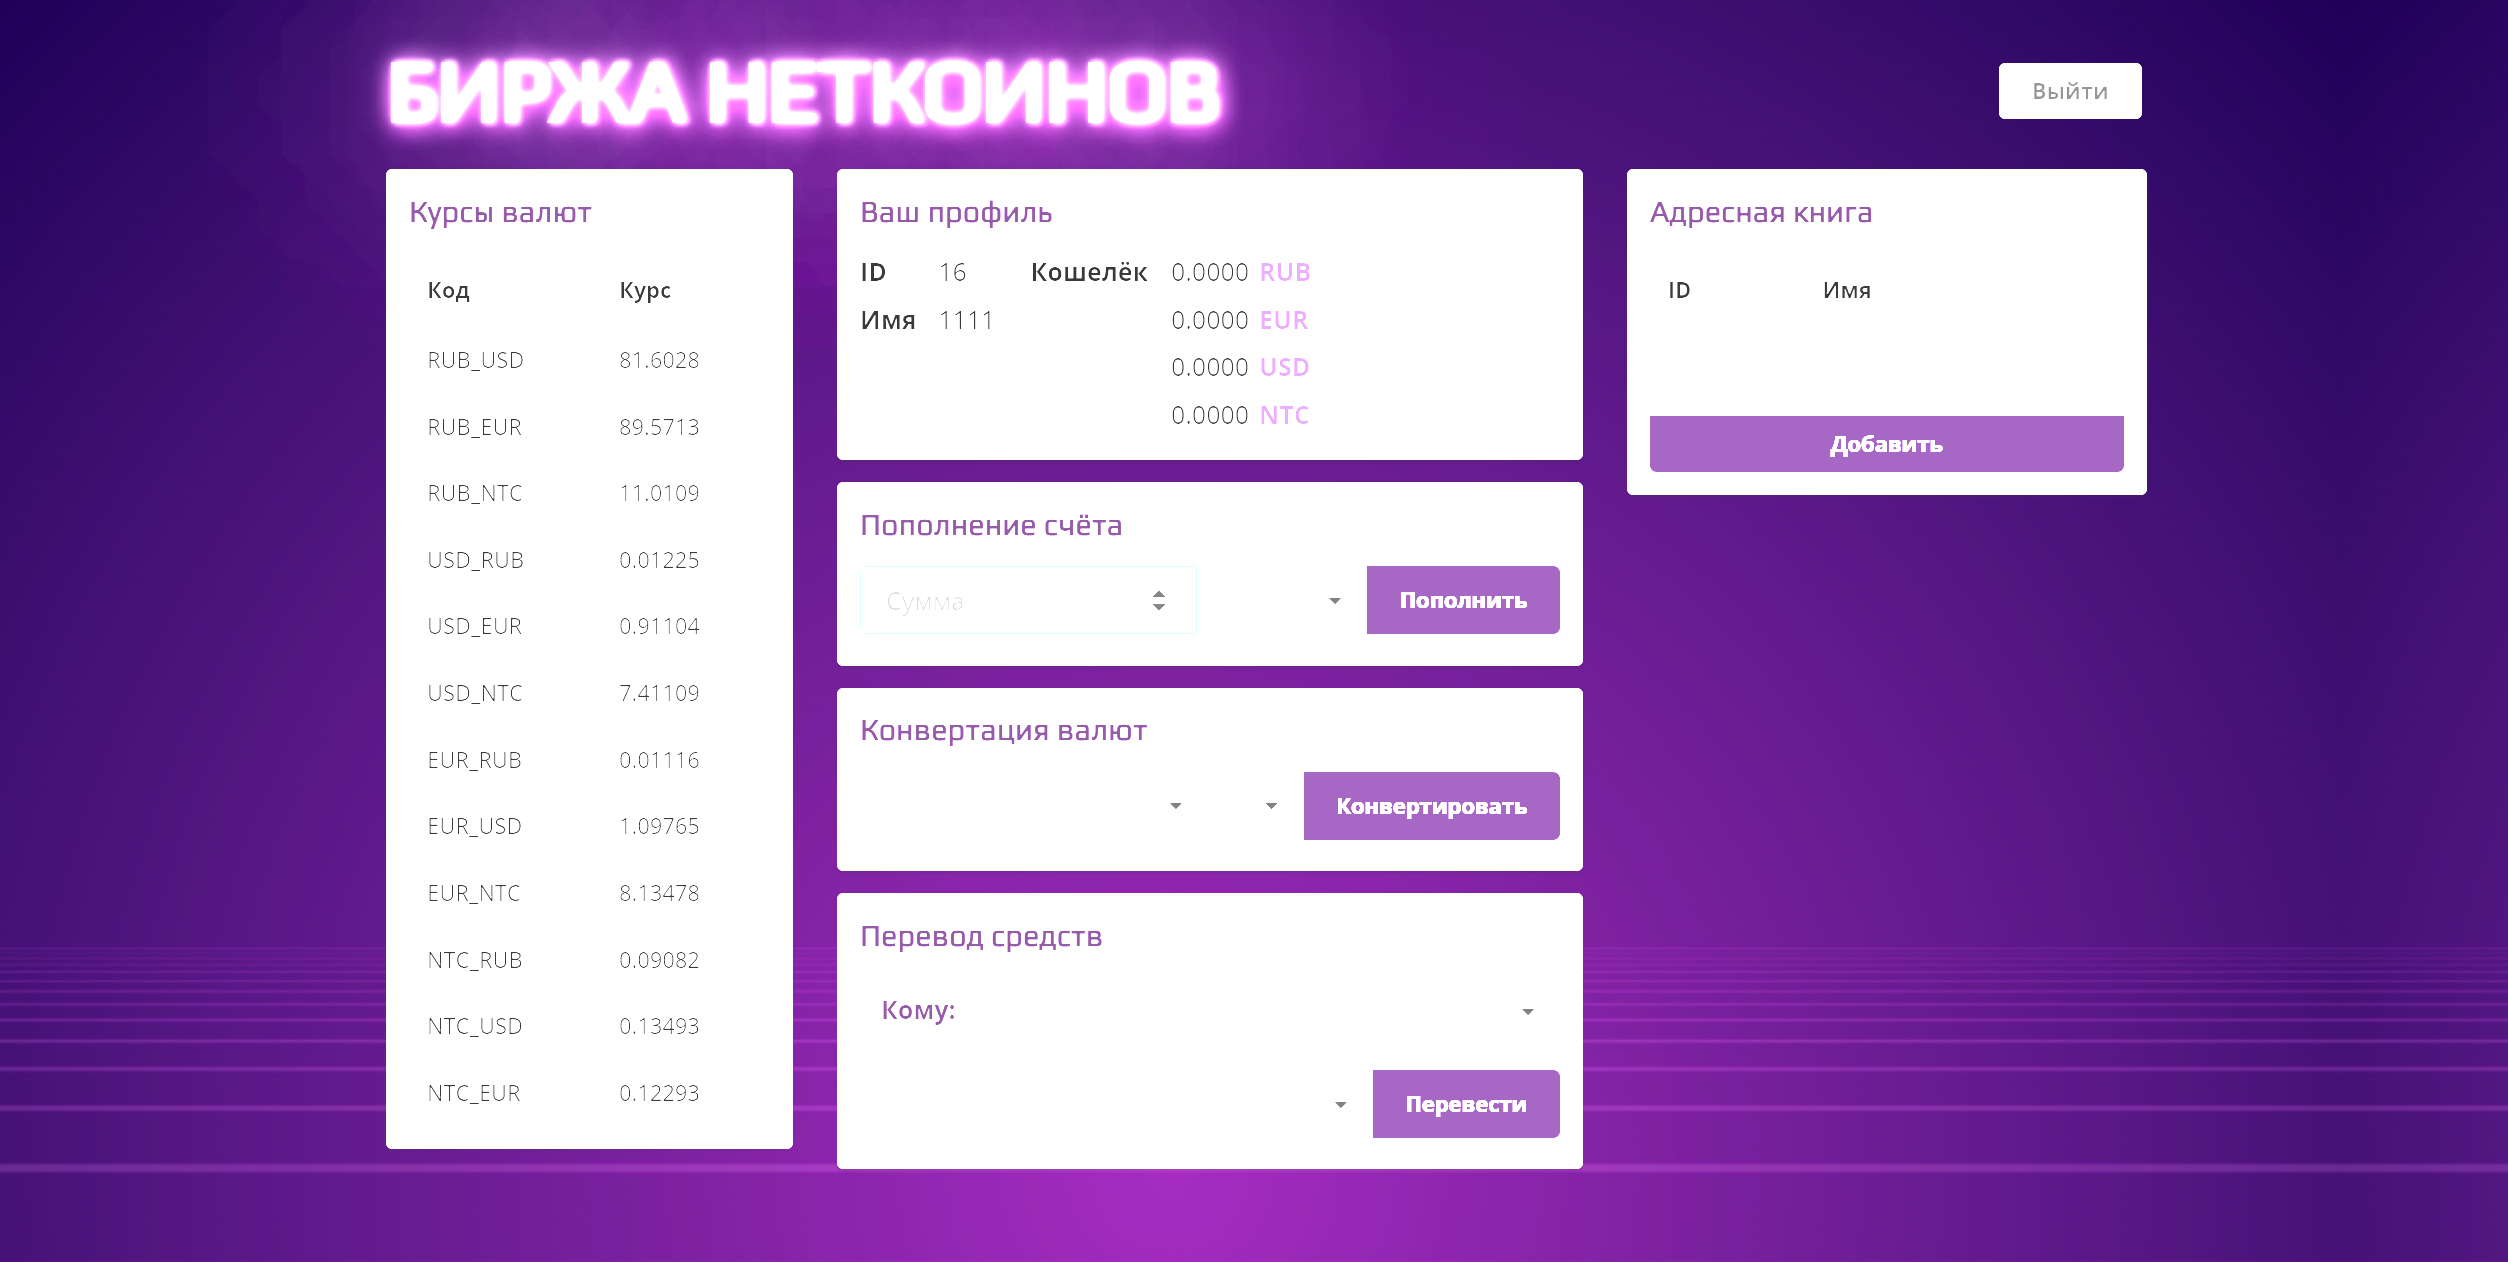 БИРЖА НЕТКОИНОВ
Выйти
Курсы валют
Код Курс
RUB_USD 81.6028
RUB_EUR 89.5713
RUB_NTC 11.0109
USD_RUB 0.01225
USD_EUR 0.91104
USD_NTC 7.41109
EUR_RUB 0.01116
EUR_USD 1.09765
EUR_NTC 8.13478
NTC_RUB 0.09082
NTC_USD 0.13493
NTC_EUR 0.12293
Ваш профиль
ID 16 Кошелёк 0.0000 RUB
Имя 1111 0.0000 EUR
0.0000 USD
0.0000 NTC
Пополнение счёта
Сумма Пополнить
Конвертация валют
Конвертировать
Перевод средств
Кому:
Перевести
Адресная книга
ID Имя
Добавить